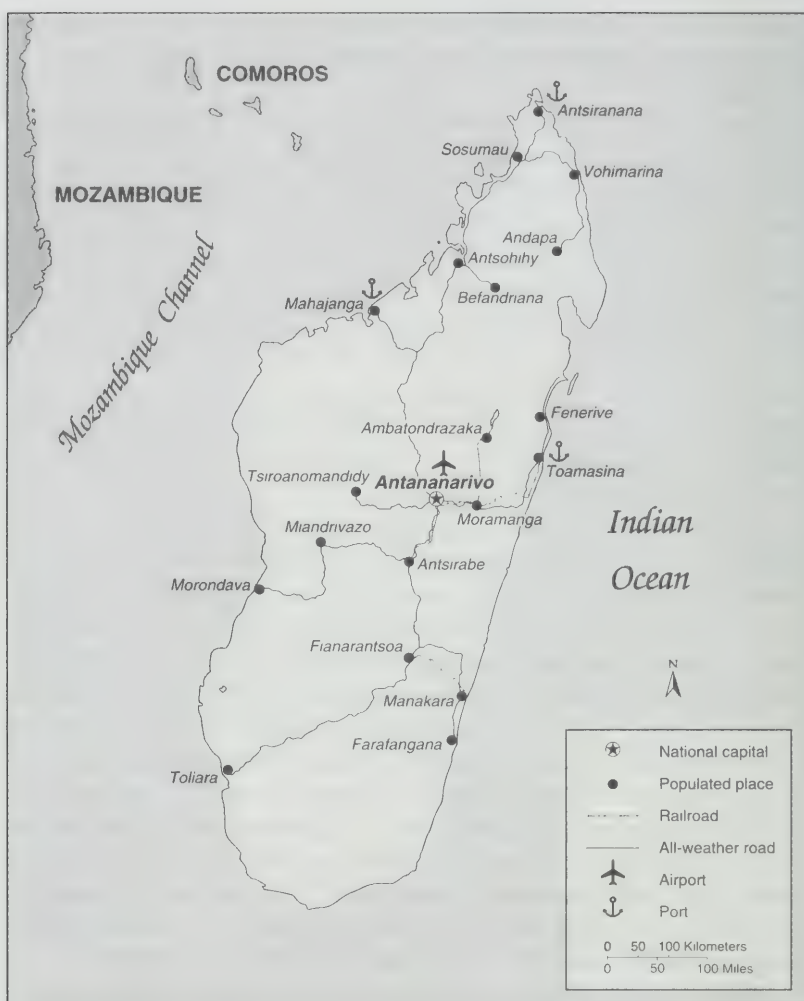 COMOROS
Antsiranana
Sosumau
Vohimarina
MOZAMBIQUE
Andapa
Antsohihy
Befandriana
Mahajanga
Mozambique Channel
Fenerive
Ambatondrazaka
Toamasina
Tsiroanomandidy
Antananarivo
Moramanga
Indian
Ocean
Miandrivazo
Antsirabe
Morondava
Fianarantsoa
N
Manakara
Farafangana
Toliara
National capital
Populated place
Railroad
All-weather road
Airport
Port
0 50 100 Kilometers
0 50 100 Miles